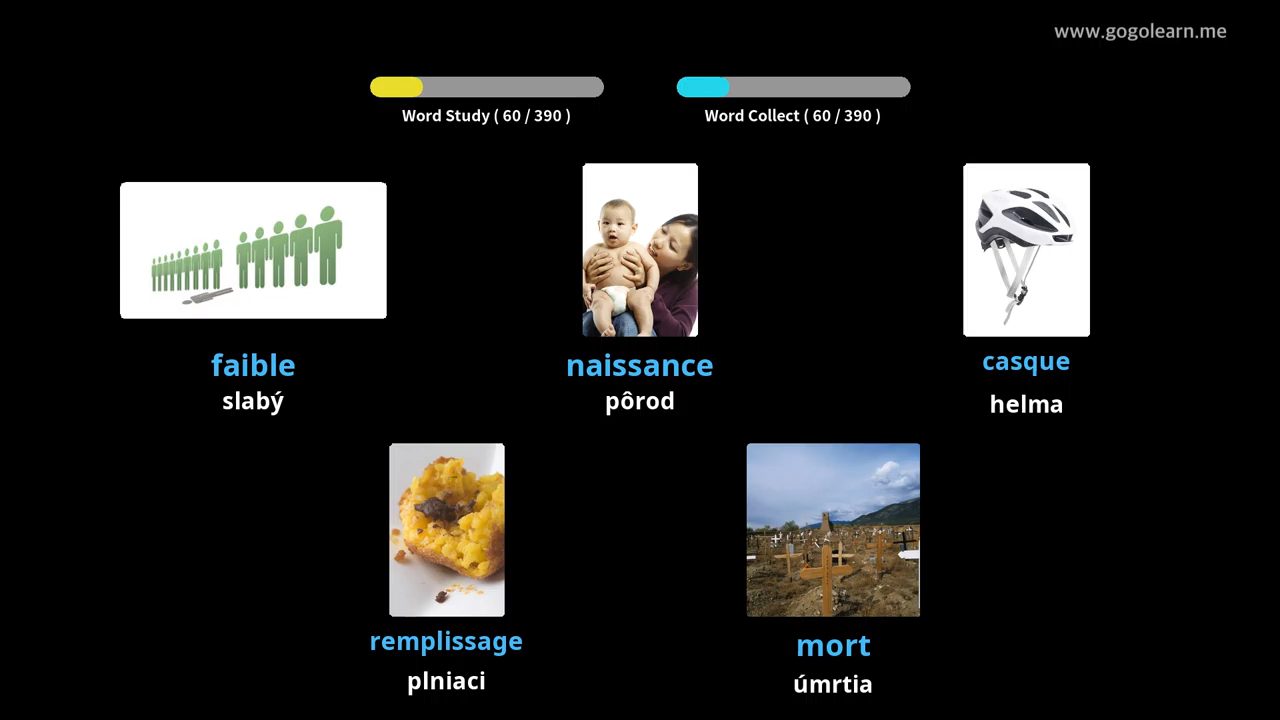 www.gogolearn.me
Word Study ( 60 / 390 )
Word Collect ( 60 / 390 )
faible
slabý
naissance
pôrod
casque
helma
remplissage
plniaci
mort
úmrtia